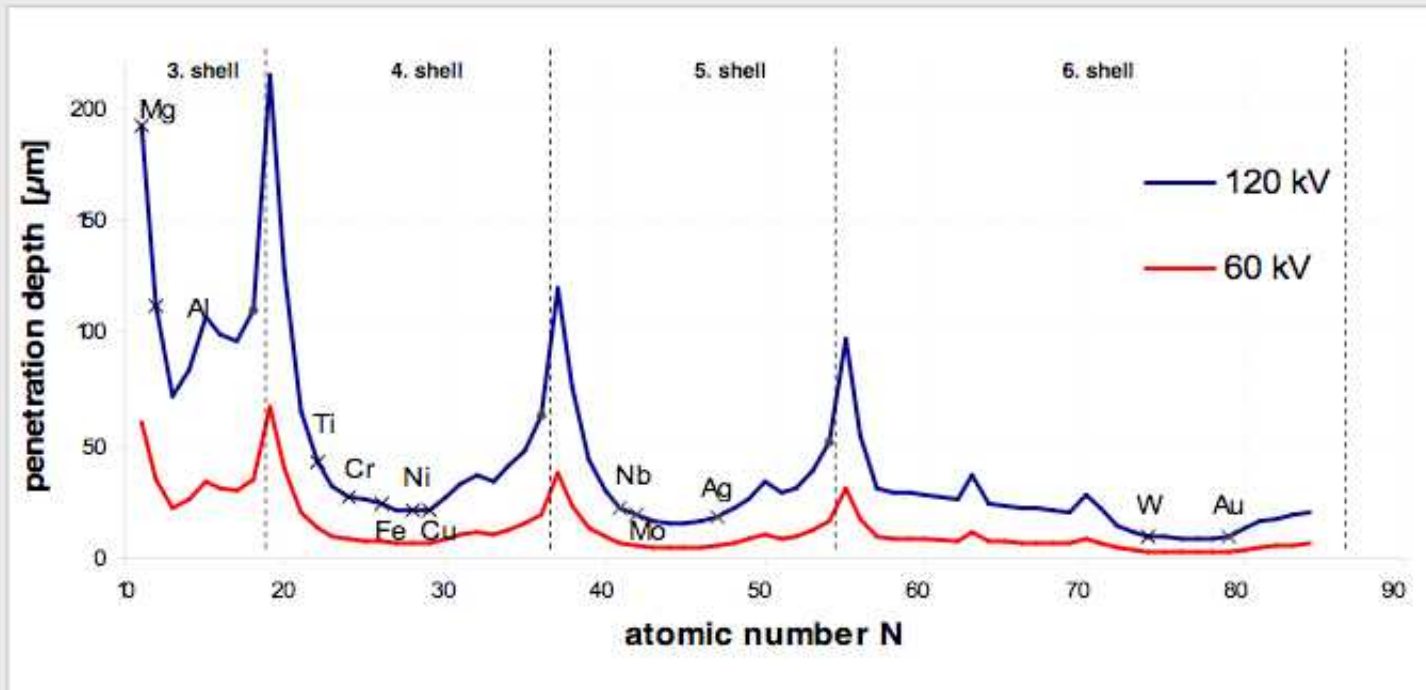 3. shell 4. shell 5. shell 6. shell
200
150
100
50
0
penetration depth [µm]
Mg
Al
Ti
Cr
Ni
Fe Cu
Nb
Mo
Ag
W
Au
120 kV
60 kV
10 20 30 40 50 60 70 80 90
atomic number N